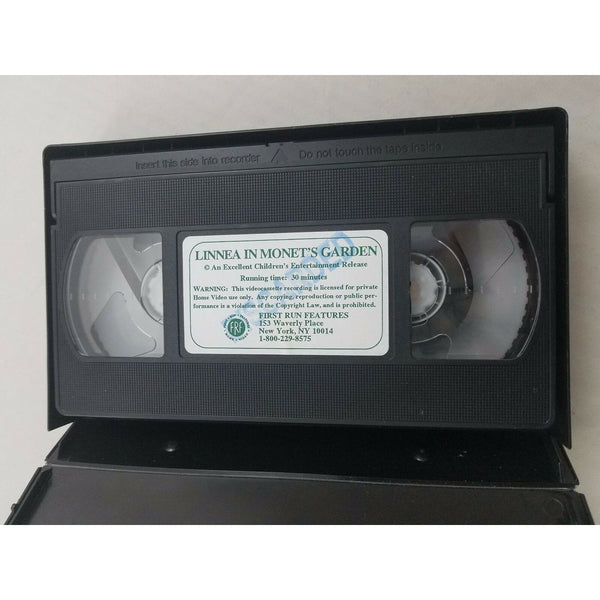 Insert this side into recorder Do not touch the tape inside
LINNEA IN MONET'S GARDEN
© An Excellent Children's Entertainment Release
Running time: 30 minutes
WARNING: This videocassette recording is licensed for private
Home Video use only. Any copying, reproduction or public per-
formance is a violation of the Copyright Law, and is prohibited.
FRF
FIRST RUN FEATURES
153 Waverly Place
New York, NY 10014
1-800-229-8575